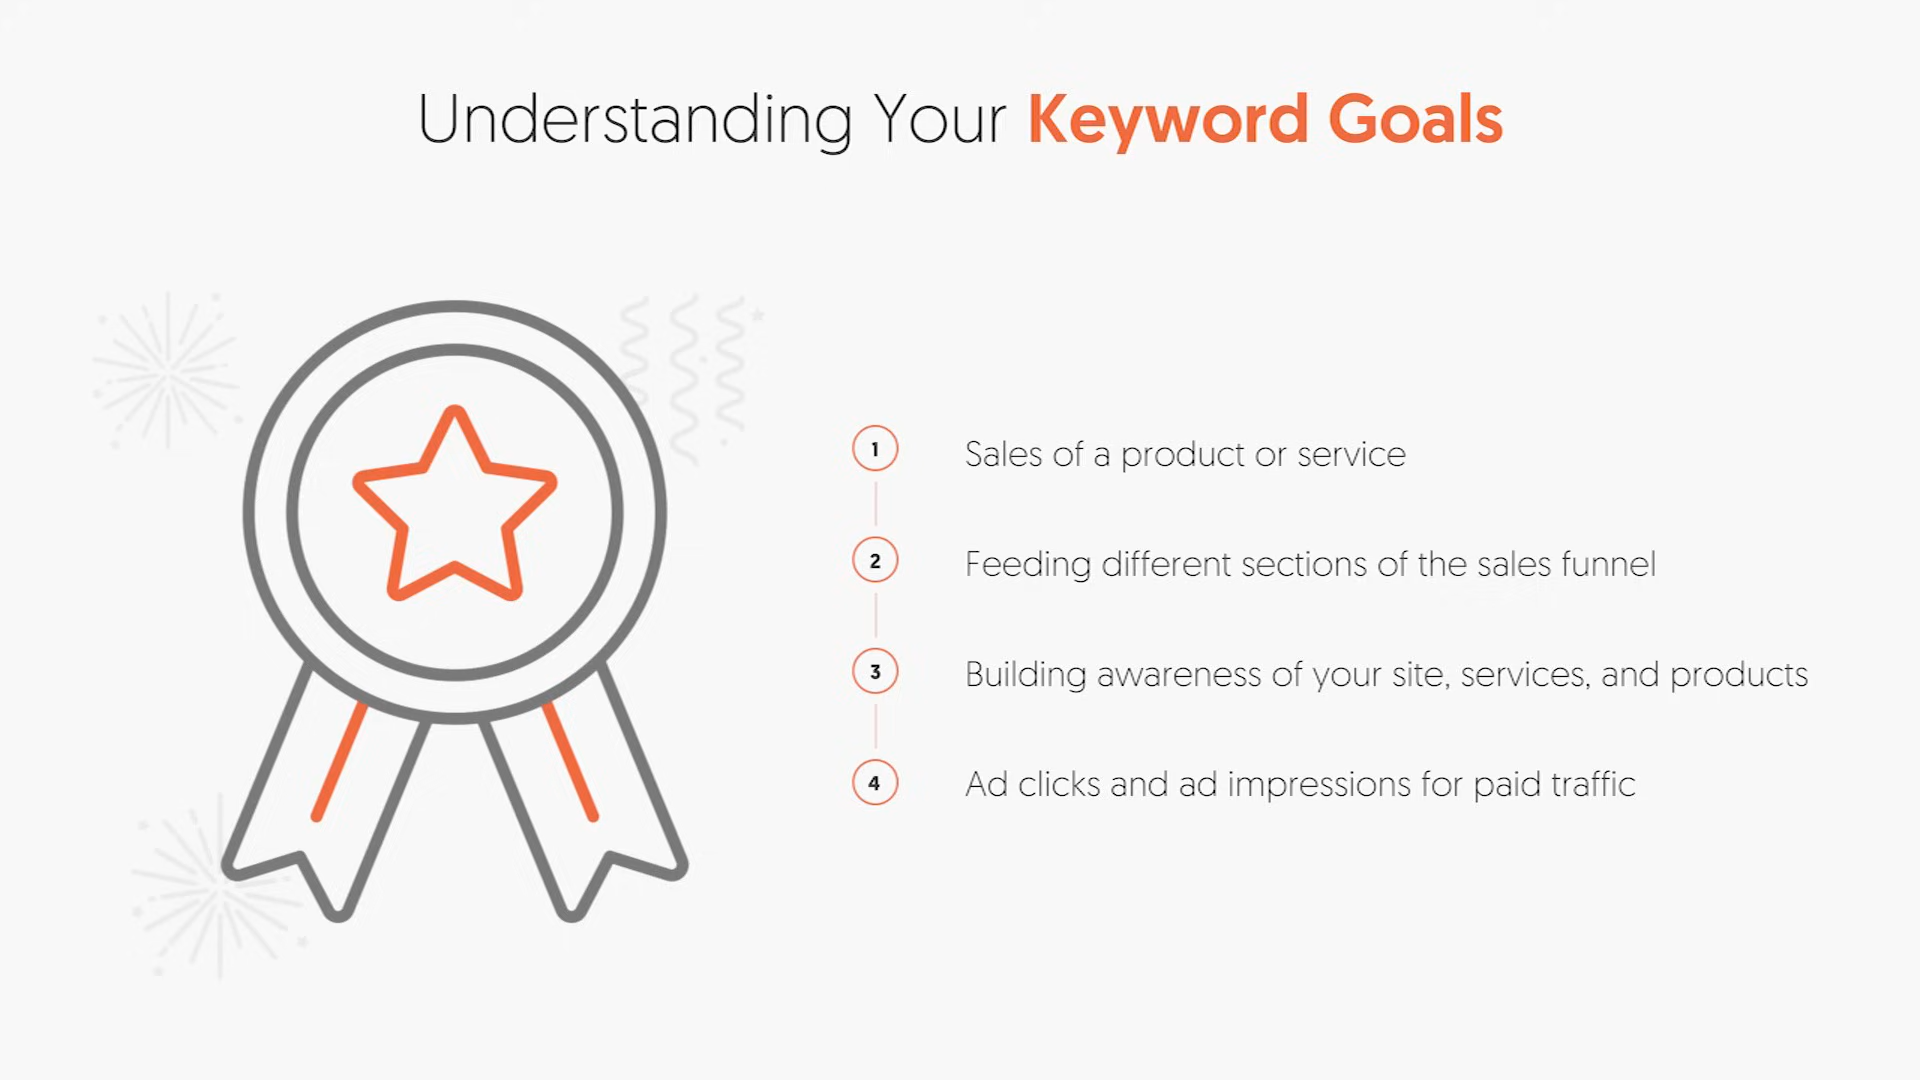 Understanding Your Keyword Goals
1 Sales of a product or service
2 Feeding different sections of the sales funnel
3 Building awareness of your site, services, and products
4 Ad clicks and ad impressions for paid traffic